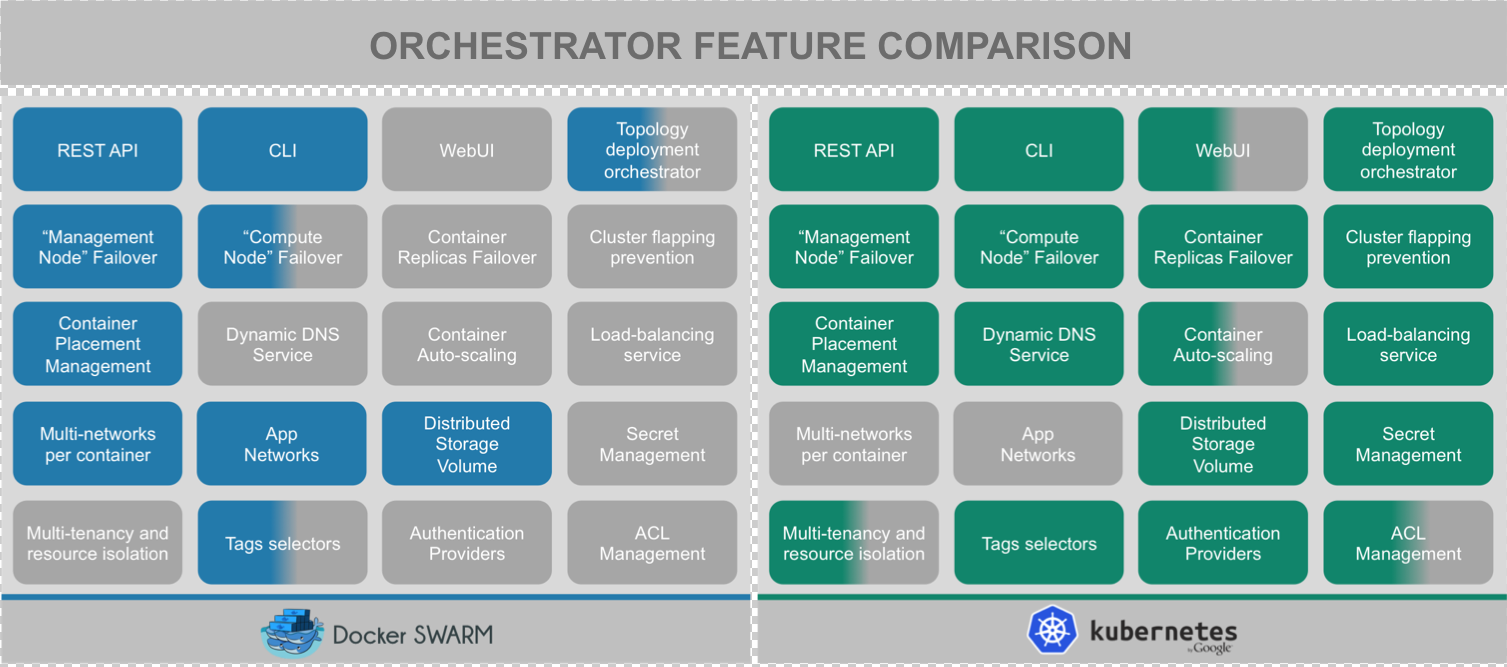 ORCHESTRATOR FEATURE COMPARISON
REST API
CLI
WebUI
Topology
deployment
orchestrator
“Management
Node” Failover
“Compute
Node” Failover
Container
Replicas Failover
Cluster flapping
prevention
Container
Placement
Management
Dynamic DNS
Service
Container
Auto-scaling
Load-balancing
service
Multi-networks
per container
App
Networks
Distributed
Storage
Volume
Secret
Management
Multi-tenancy and
resource isolation
Tags selectors
Authentication
Providers
ACL
Management
Docker SWARM
REST API
CLI
WebUI
Topology
deployment
orchestrator
“Management
Node” Failover
“Compute
Node” Failover
Container
Replicas Failover
Cluster flapping
prevention
Container
Placement
Management
Dynamic DNS
Service
Container
Auto-scaling
Load-balancing
service
Multi-networks
per container
App
Networks
Distributed
Storage
Volume
Secret
Management
Multi-tenancy and
resource isolation
Tags selectors
Authentication
Providers
ACL
Management
kubernetes
by Google